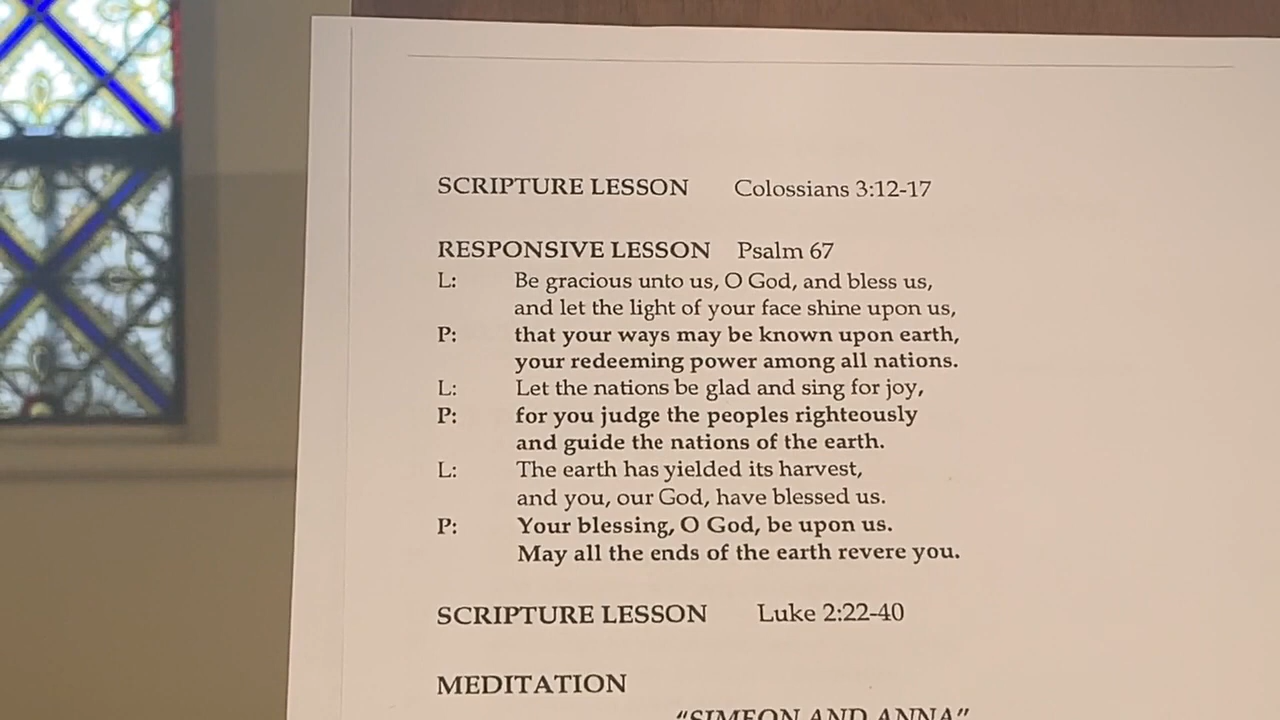 SCRIPTURE LESSON Colossians 3:12-17
RESPONSIVE LESSON Psalm 67
L: Be gracious unto us, O God, and bless us,
and let the light of your face shine upon us,
P: that your ways may be known upon earth,
your redeeming power among all nations.
L: Let the nations be glad and sing for joy,
P: for you judge the peoples righteously
and guide the nations of the earth.
L: The earth has yielded its harvest,
and you, our God, have blessed us.
P: Your blessing, O God, be upon us.
May all the ends of the earth revere you.
SCRIPTURE LESSON Luke 2:22-40
MEDITATION
“SIMEON AND ANNA”